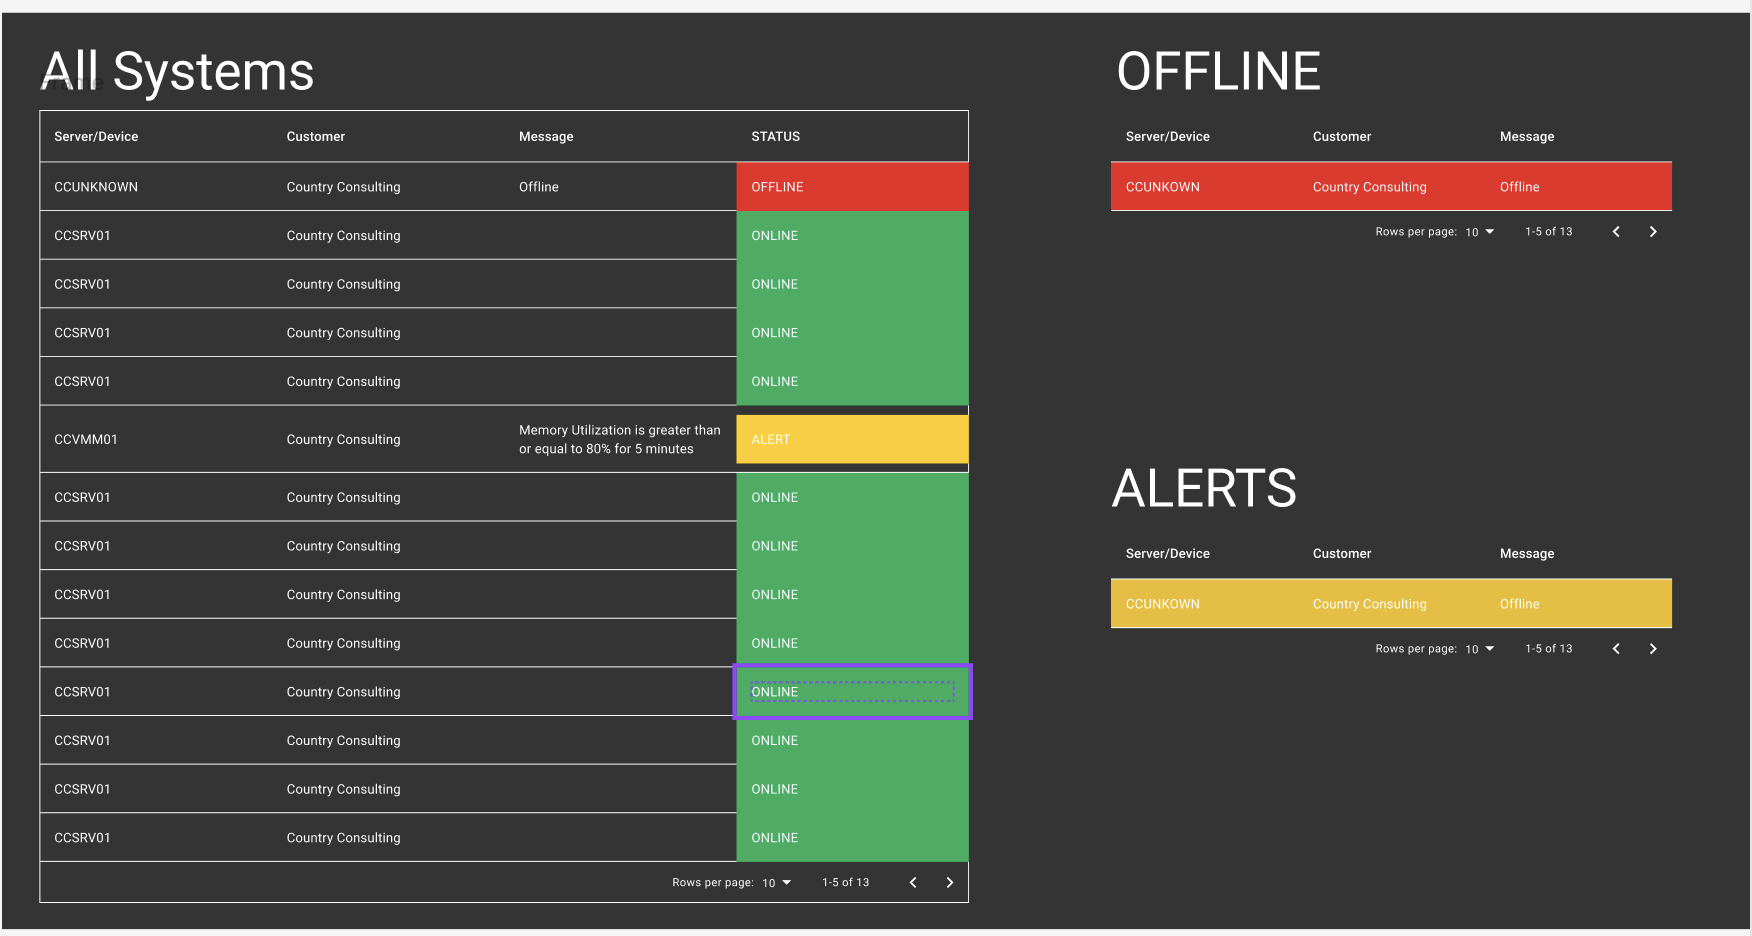 All Systems
Frame
Server/Device Customer Message STATUS
CCUNKNOWN Country Consulting Offline OFFLINE
CCSRV01 Country Consulting ONLINE
CCSRV01 Country Consulting ONLINE
CCSRV01 Country Consulting ONLINE
CCSRV01 Country Consulting ONLINE
CCVMM01 Country Consulting Memory Utilization is greater than
or equal to 80% for 5 minutes ALERT
CCSRV01 Country Consulting ONLINE
CCSRV01 Country Consulting ONLINE
CCSRV01 Country Consulting ONLINE
CCSRV01 Country Consulting ONLINE
CCSRV01 Country Consulting ONLINE
CCSRV01 Country Consulting ONLINE
CCSRV01 Country Consulting ONLINE
CCSRV01 Country Consulting ONLINE
Rows per page: 10 1-5 of 13
OFFLINE
Server/Device Customer Message
CCUNKOWN Country Consulting Offline
Rows per page: 10 1-5 of 13
ALERTS
Server/Device Customer Message
CCUNKOWN Country Consulting Offline
Rows per page: 10 1-5 of 13